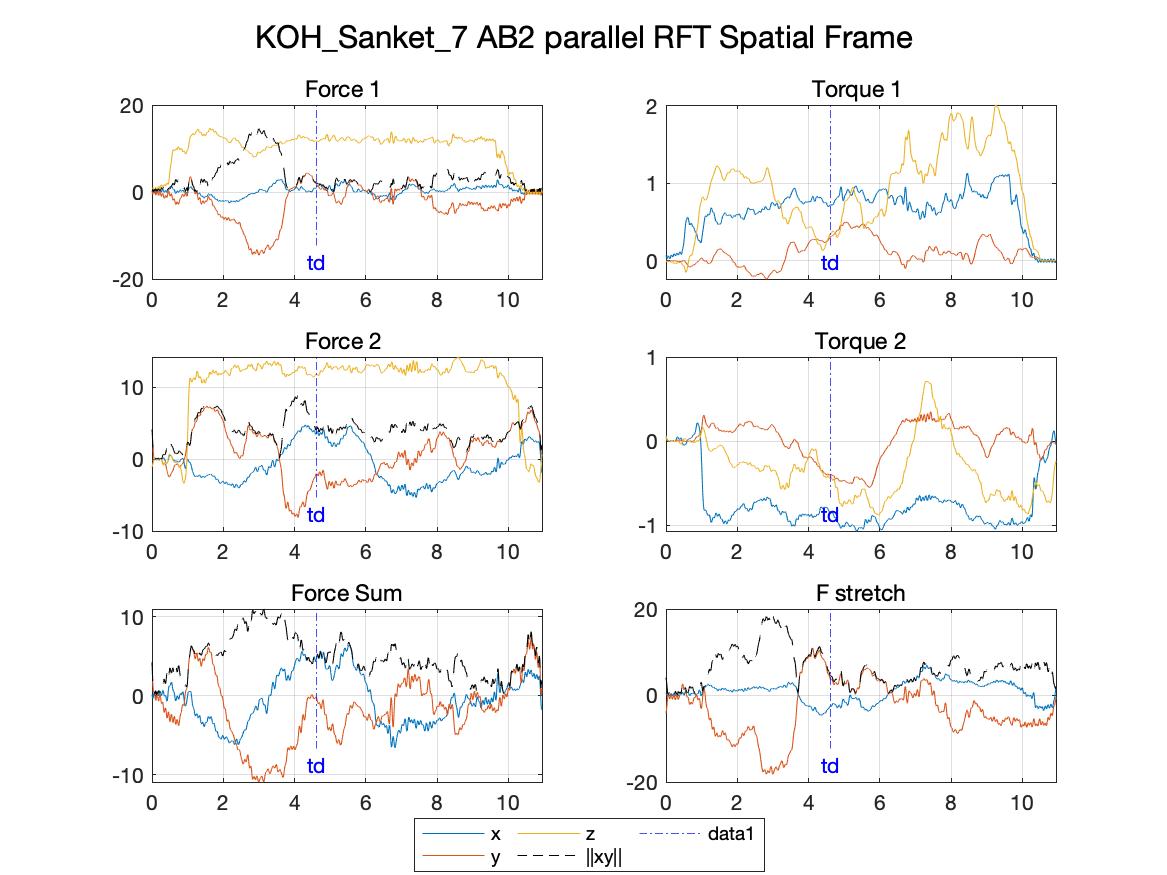 KOH_Sanket_7 AB2 parallel RFT Spatial Frame
Force 1
20
0
-20
td
0 2 4 6 8 10
Torque 1
2
1
0
td
0 2 4 6 8 10
Force 2
10
0
-10
td
0 2 4 6 8 10
Torque 2
1
0
-1
td
0 2 4 6 8 10
Force Sum
10
0
-10
td
0 2 4 6 8 10
F stretch
20
0
-20
td
0 2 4 6 8 10
x z data1
y ||xy||